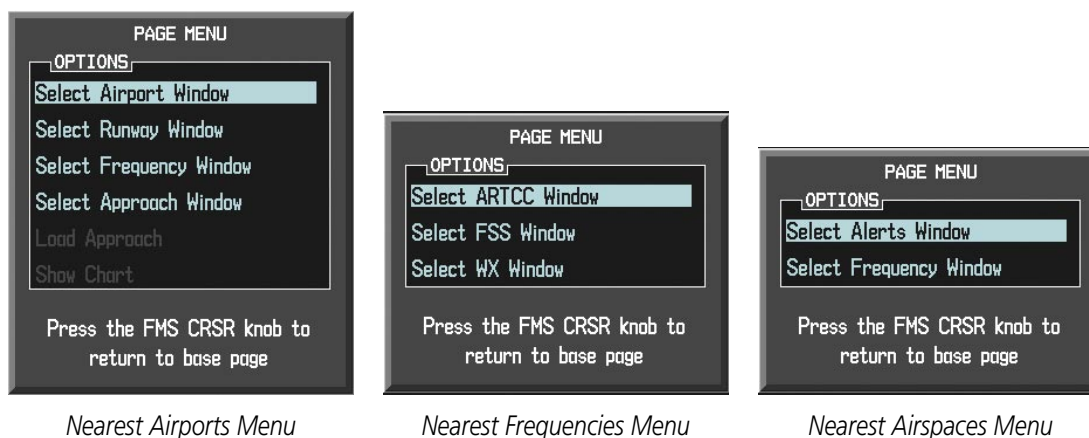 PAGE MENU
OPTIONS
Select Airport Window
Select Runway Window
Select Frequency Window
Select Approach Window
Load Approach
Show Chart
Press the FMS CRSR knob to
return to base page
Nearest Airports Menu
PAGE MENU
OPTIONS
Select ARTCC Window
Select FSS Window
Select WX Window
Press the FMS CRSR knob to
return to base page
Nearest Frequencies Menu
PAGE MENU
OPTIONS
Select Alerts Window
Select Frequency Window
Press the FMS CRSR knob to
return to base page
Nearest Airspaces Menu